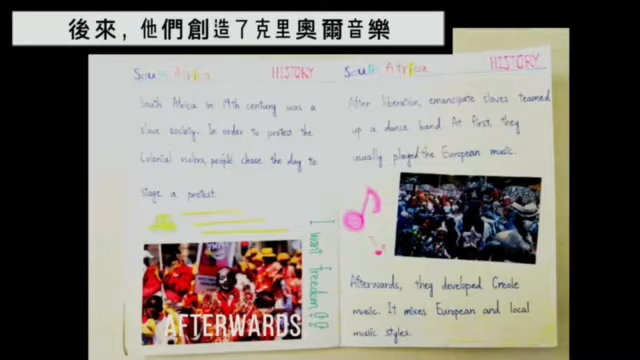 後來, 他們創造了克里奧爾音樂
South Africa HISTORY
South Africa in 19th century was a
slave society. In order to protest the
Colonial rulers, people chose the day to
stage a protest.
I want freedom!!
AFTERWARDS
South Africa HISTORY
After liberation, emancipate slaves teamed
up a dance band. At first, they
usually played the European music.
Afterwards, they developed Creole
music. It mixes European and local
music styles.